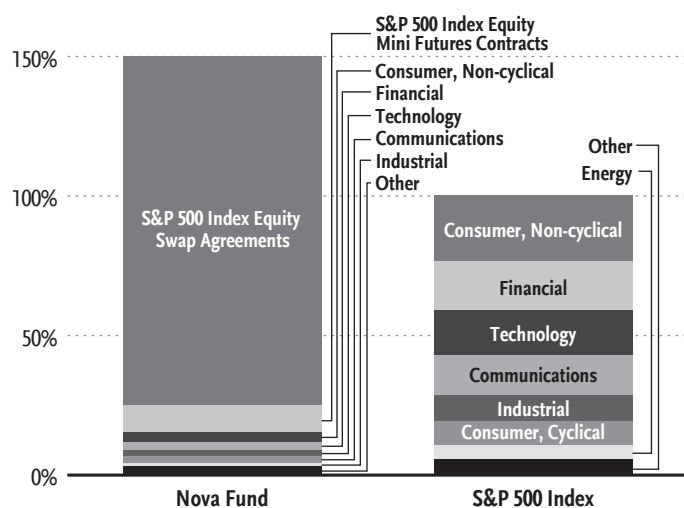 S&P 500 Index Equity
Mini Futures Contracts
150%
Consumer, Non-cyclical
Financial
Technology
Communications
Industrial
Other
Other
Energy
100%
S&P 500 Index Equity
Swap Agreements
Consumer, Non-cyclical
Financial
50%
Technology
Communications
Industrial
Consumer, Cyclical
0%
Nova Fund
S&P 500 Index